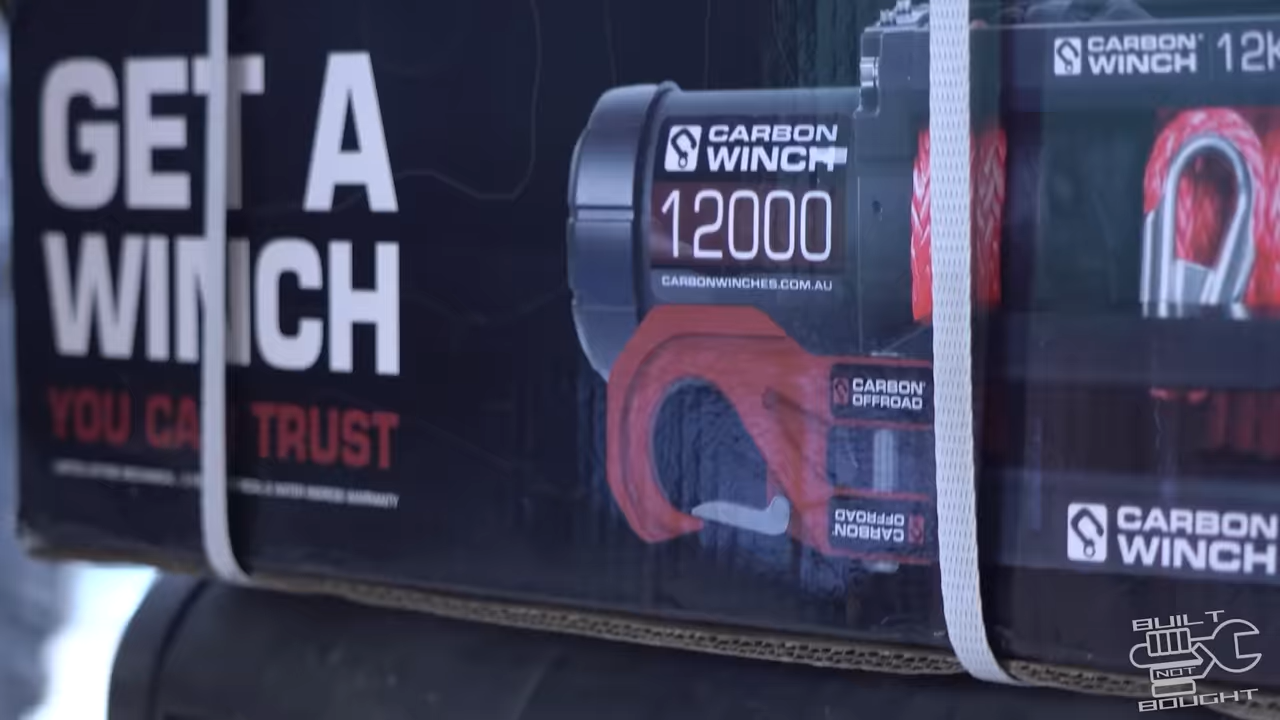 GET A
WINCH
YOU CAN TRUST
CARBON
WINCH
12000
CARBONWINCHES.COM.AU
CARBON
OFFROAD
CARBON
OFFROAD
CARBON
WINCH 12K
CARBON
WINCH
BUILT
NOT
BOUGHT